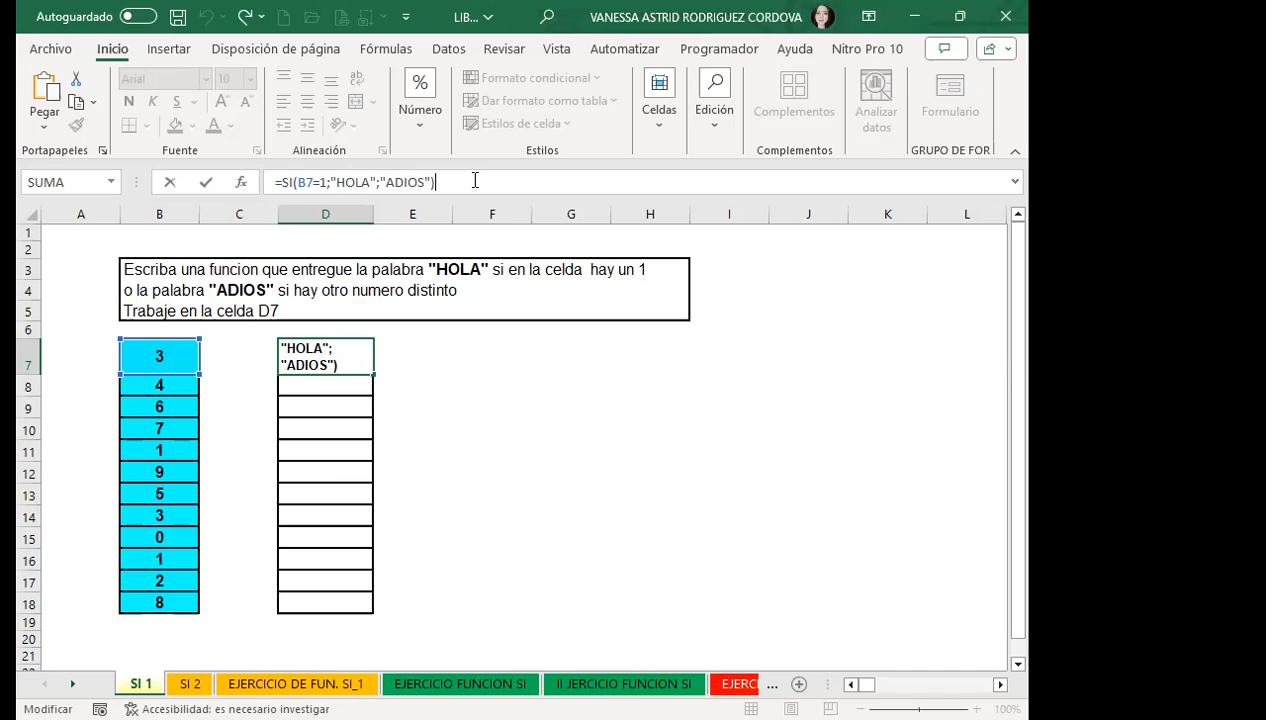 Autoguardado
LIB...
VANESSA ASTRID RODRIGUEZ CORDOVA
Archivo Inicio Insertar Disposición de página Fórmulas Datos Revisar Vista Automatizar Programador Ayuda Nitro Pro 10
Pegar
Portapapeles
Arial 10
N K S
Fuente
Alineación
% Número
Formato condicional
Dar formato como tabla
Estilos de celda
Estilos
Celdas
Edición
Complementos
Complementos
Analizar datos
Formulario
GRUPO DE FOR
SUMA
fx
=SI(B7=1;"HOLA";"ADIOS")
A B C D E F G H I J K L
1
2
3 Escriba una funcion que entregue la palabra "HOLA" si en la celda hay un 1
4 o la palabra "ADIOS" si hay otro numero distinto
5 Trabaje en la celda D7
6
7 3 "HOLA";
"ADIOS")
8 4
9 6
10 7
11 1
12 9
13 5
14 3
15 0
16 1
17 2
18 8
19
20
21
SI 1 SI 2 EJERCICIO DE FUN. SI_1 EJERCICIO FUNCION SI II JERCICIO FUNCION SI EJERC ...
Modificar Accesibilidad: es necesario investigar 100%